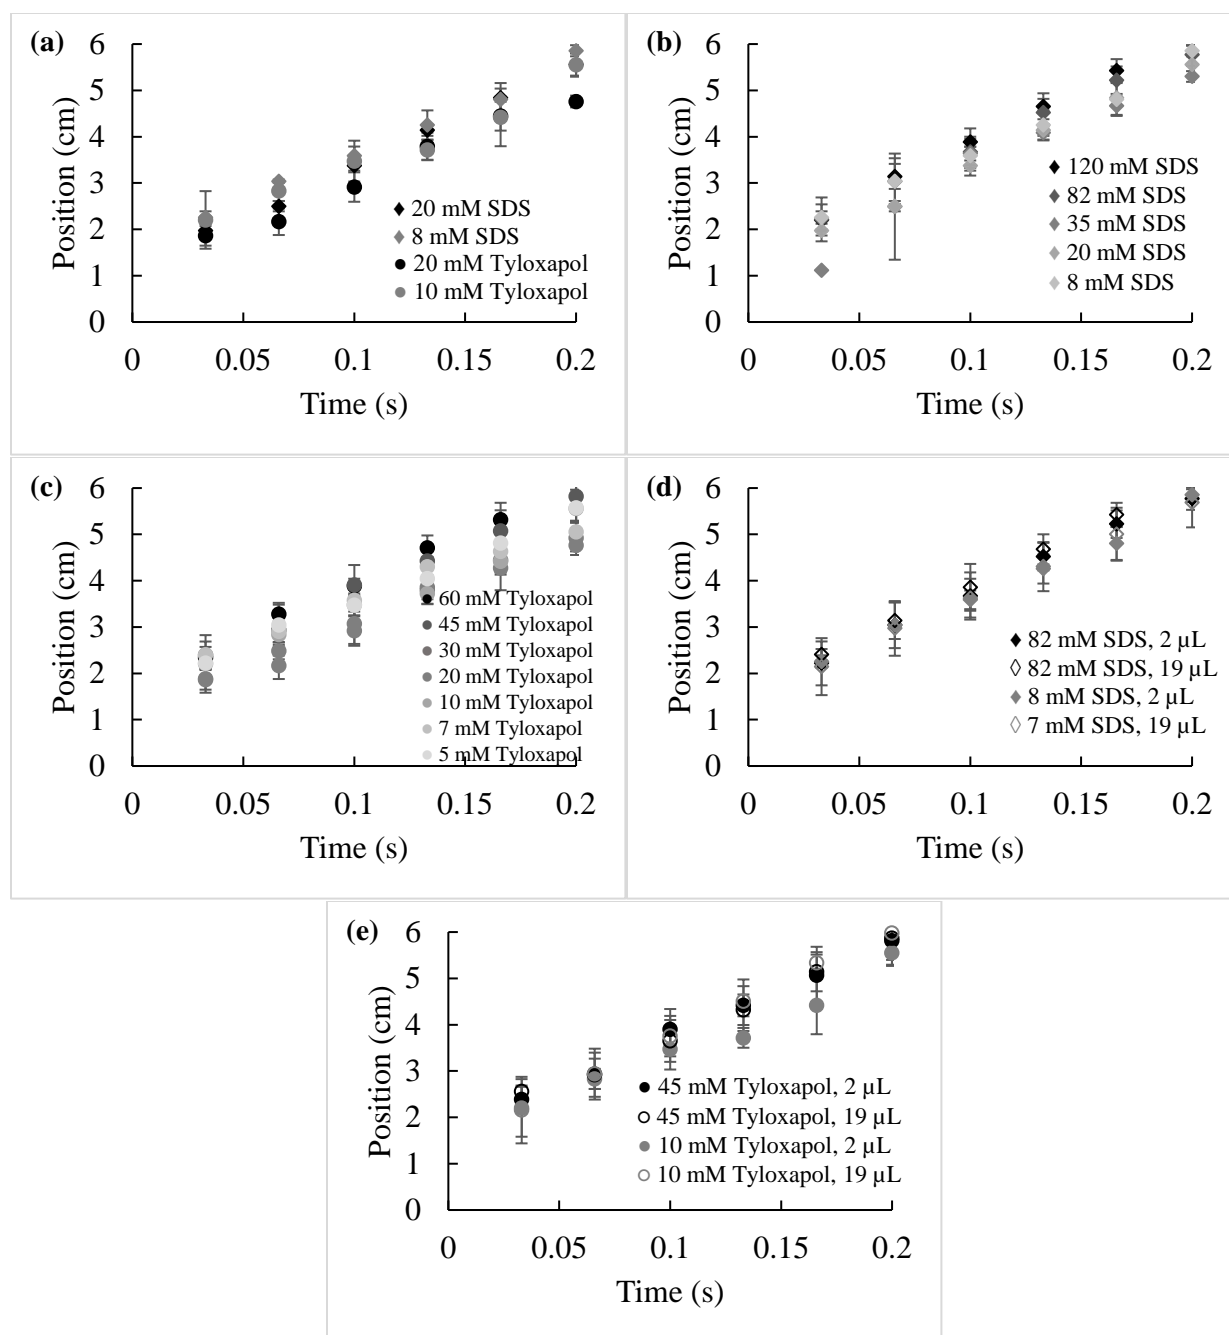 (a)
Position (cm)
6
5
4
3
2
1
0
20 mM SDS
8 mM SDS
20 mM Tyloxapol
10 mM Tyloxapol
0 0.05 0.1 0.15 0.2
Time (s)
(b)
Position (cm)
6
5
4
3
2
1
0
120 mM SDS
82 mM SDS
35 mM SDS
20 mM SDS
8 mM SDS
0 0.05 0.1 0.15 0.2
Time (s)
(c)
Position (cm)
6
5
4
3
2
1
0
60 mM Tyloxapol
45 mM Tyloxapol
30 mM Tyloxapol
20 mM Tyloxapol
10 mM Tyloxapol
7 mM Tyloxapol
5 mM Tyloxapol
0 0.05 0.1 0.15 0.2
Time (s)
(d)
Position (cm)
6
5
4
3
2
1
0
82 mM SDS, 2 µL
82 mM SDS, 19 µL
8 mM SDS, 2 µL
7 mM SDS, 19 µL
0 0.05 0.1 0.15 0.2
Time (s)
(e)
Position (cm)
6
5
4
3
2
1
0
45 mM Tyloxapol, 2 µL
45 mM Tyloxapol, 19 µL
10 mM Tyloxapol, 2 µL
10 mM Tyloxapol, 19 µL
0 0.05 0.1 0.15 0.2
Time (s)